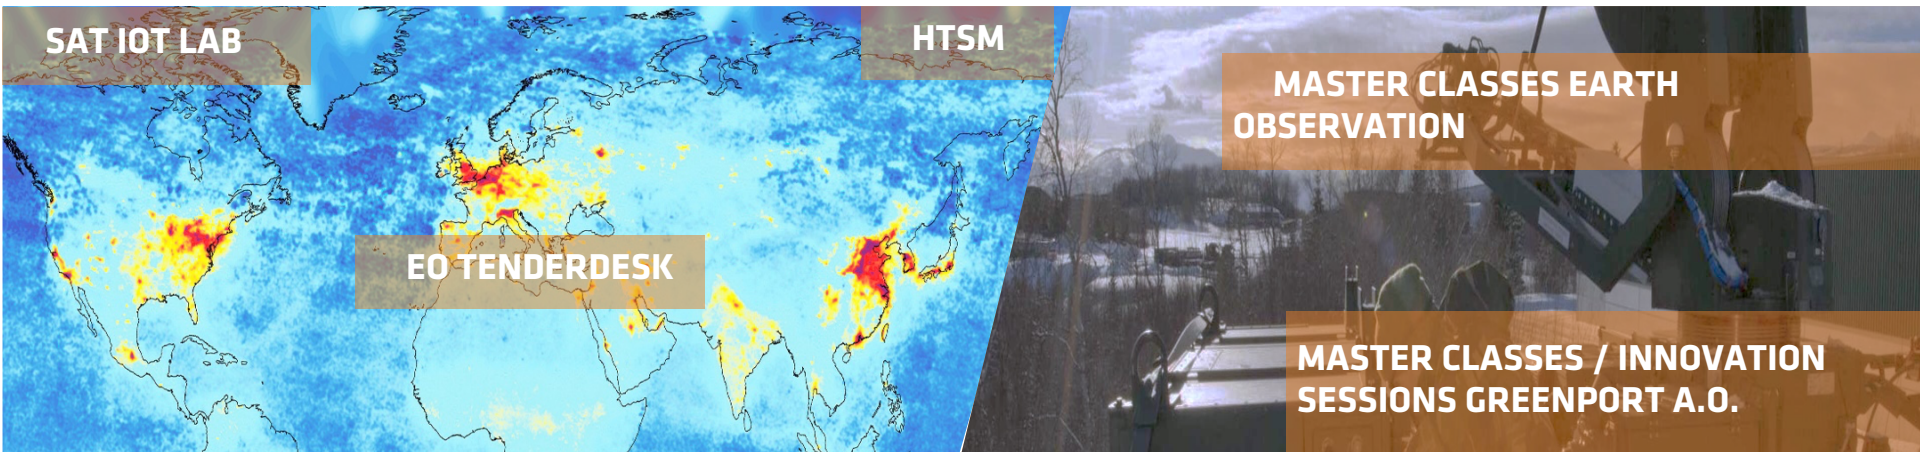 SAT IOT LAB
HTSM
EO TENDERDESK
MASTER CLASSES EARTH
OBSERVATION
MASTER CLASSES / INNOVATION
SESSIONS GREENPORT A.O.